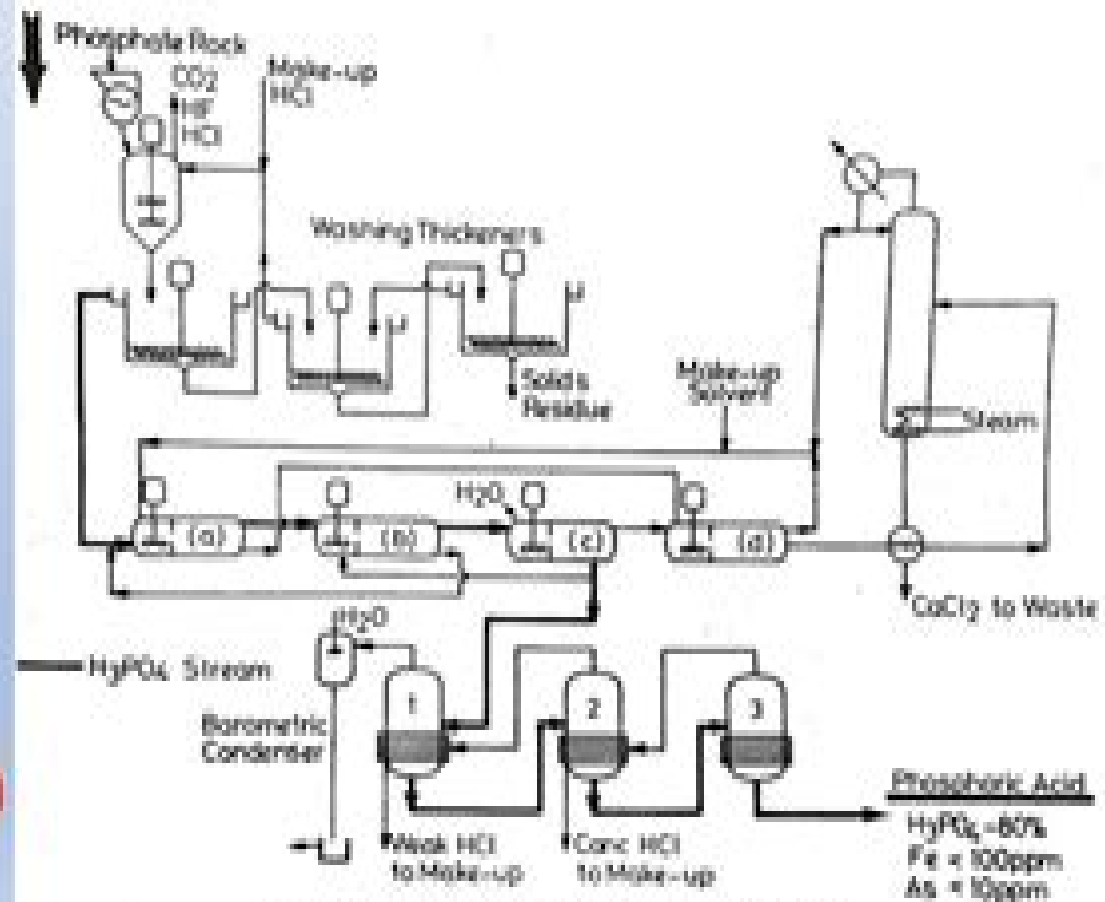 Phosphate Rock
CO2
HF
HCl
Make-up
HCl
Washing Thickeners
Solids
Residue
Make-up
Solvent
Steam
H2O
(a)
(b)
(c)
(d)
CaCl2 to Waste
H2O
H3PO4 Stream
Barometric
Condenser
1
2
3
Weak HCl
to Make-up
Conc HCl
to Make-up
Phosphoric Acid
H3PO4-80%
Fe < 100ppm